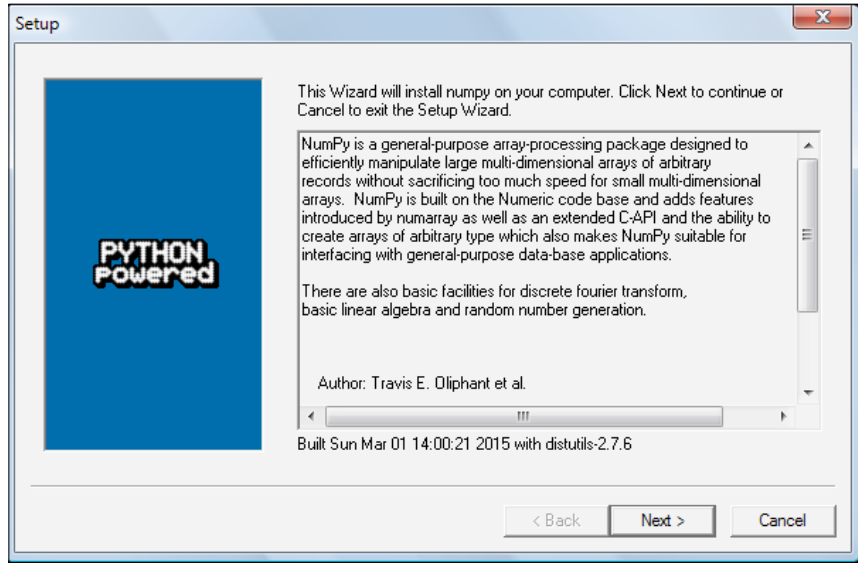 Setup
This Wizard will install numpy on your computer. Click Next to continue or
Cancel to exit the Setup Wizard.
NumPy is a general-purpose array-processing package designed to
efficiently manipulate large multi-dimensional arrays of arbitrary
records without sacrificing too much speed for small multi-dimensional
arrays.  NumPy is built on the Numeric code base and adds features
introduced by numarray as well as an extended C-API and the ability to
create arrays of arbitrary type which also makes NumPy suitable for
interfacing with general-purpose data-base applications.
There are also basic facilities for discrete fourier transform,
basic linear algebra and random number generation.
Author: Travis E. Oliphant et al.
PYTHON
Powered
Built Sun Mar 01 14:00:21 2015 with distutils-2.7.6
< Back Next > Cancel